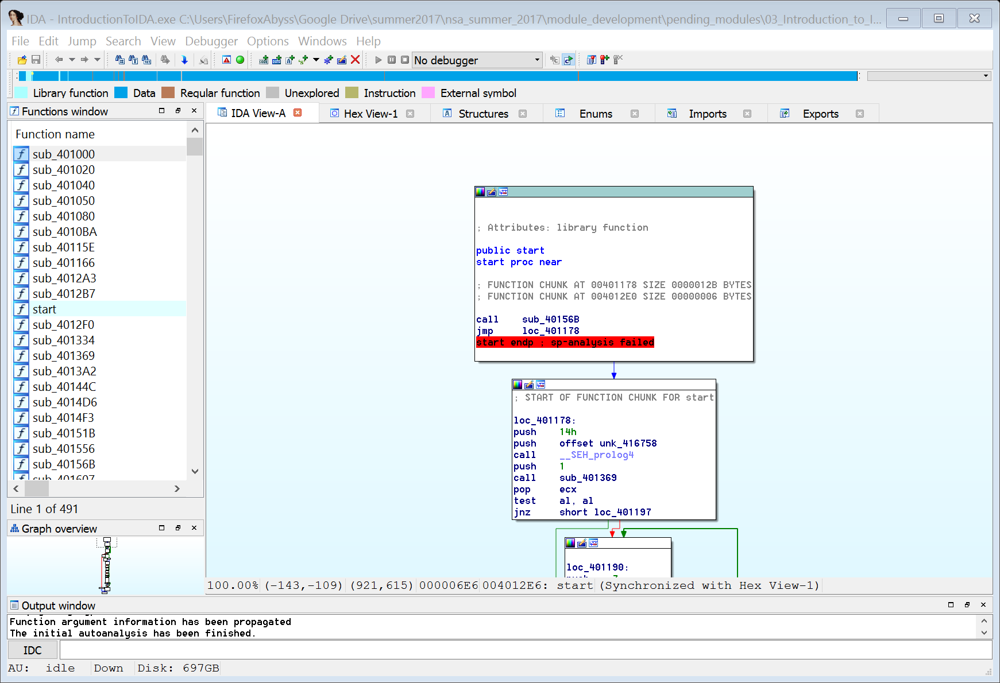 IDA - IntroductionToIDA.exe C:\Users\FirefoxAbyss\Google Drive\summer2017\nsa_summer_2017\module_development\pending_modules\03_Introduction_to_I...
File Edit Jump Search View Debugger Options Windows Help
No debugger
Library function Data Regular function Unexplored Instruction External symbol
Functions window
IDA View-A Hex View-1 Structures Enums Imports Exports
Function name
sub_401000
sub_401020
sub_401040
sub_401050
sub_401080
sub_4010BA
sub_40115E
sub_401166
sub_4012A3
sub_4012B7
start
sub_4012F0
sub_401334
sub_401369
sub_4013A2
sub_40144C
sub_4014D6
sub_4014F3
sub_40151B
sub_401556
sub_40156B
sub_401607
Line 1 of 491
Graph overview
; Attributes: library function
public start
start proc near
; FUNCTION CHUNK AT 00401178 SIZE 0000012B BYTES
; FUNCTION CHUNK AT 004012E0 SIZE 00000006 BYTES
call sub_40156B
jmp loc_401178
start endp ; sp-analysis failed
; START OF FUNCTION CHUNK FOR start
loc_401178:
push 14h
push offset unk_416758
call __SEH_prolog4
push 1
call sub_401369
pop ecx
test al, al
jnz short loc_401197
loc_401190:
push 7
100.00% (-143,-109) (921,615) 000006E6 004012E6: start (Synchronized with Hex View-1)
Output window
Function argument information has been propagated
The initial autoanalysis has been finished.
IDC
AU: idle Down Disk: 697GB